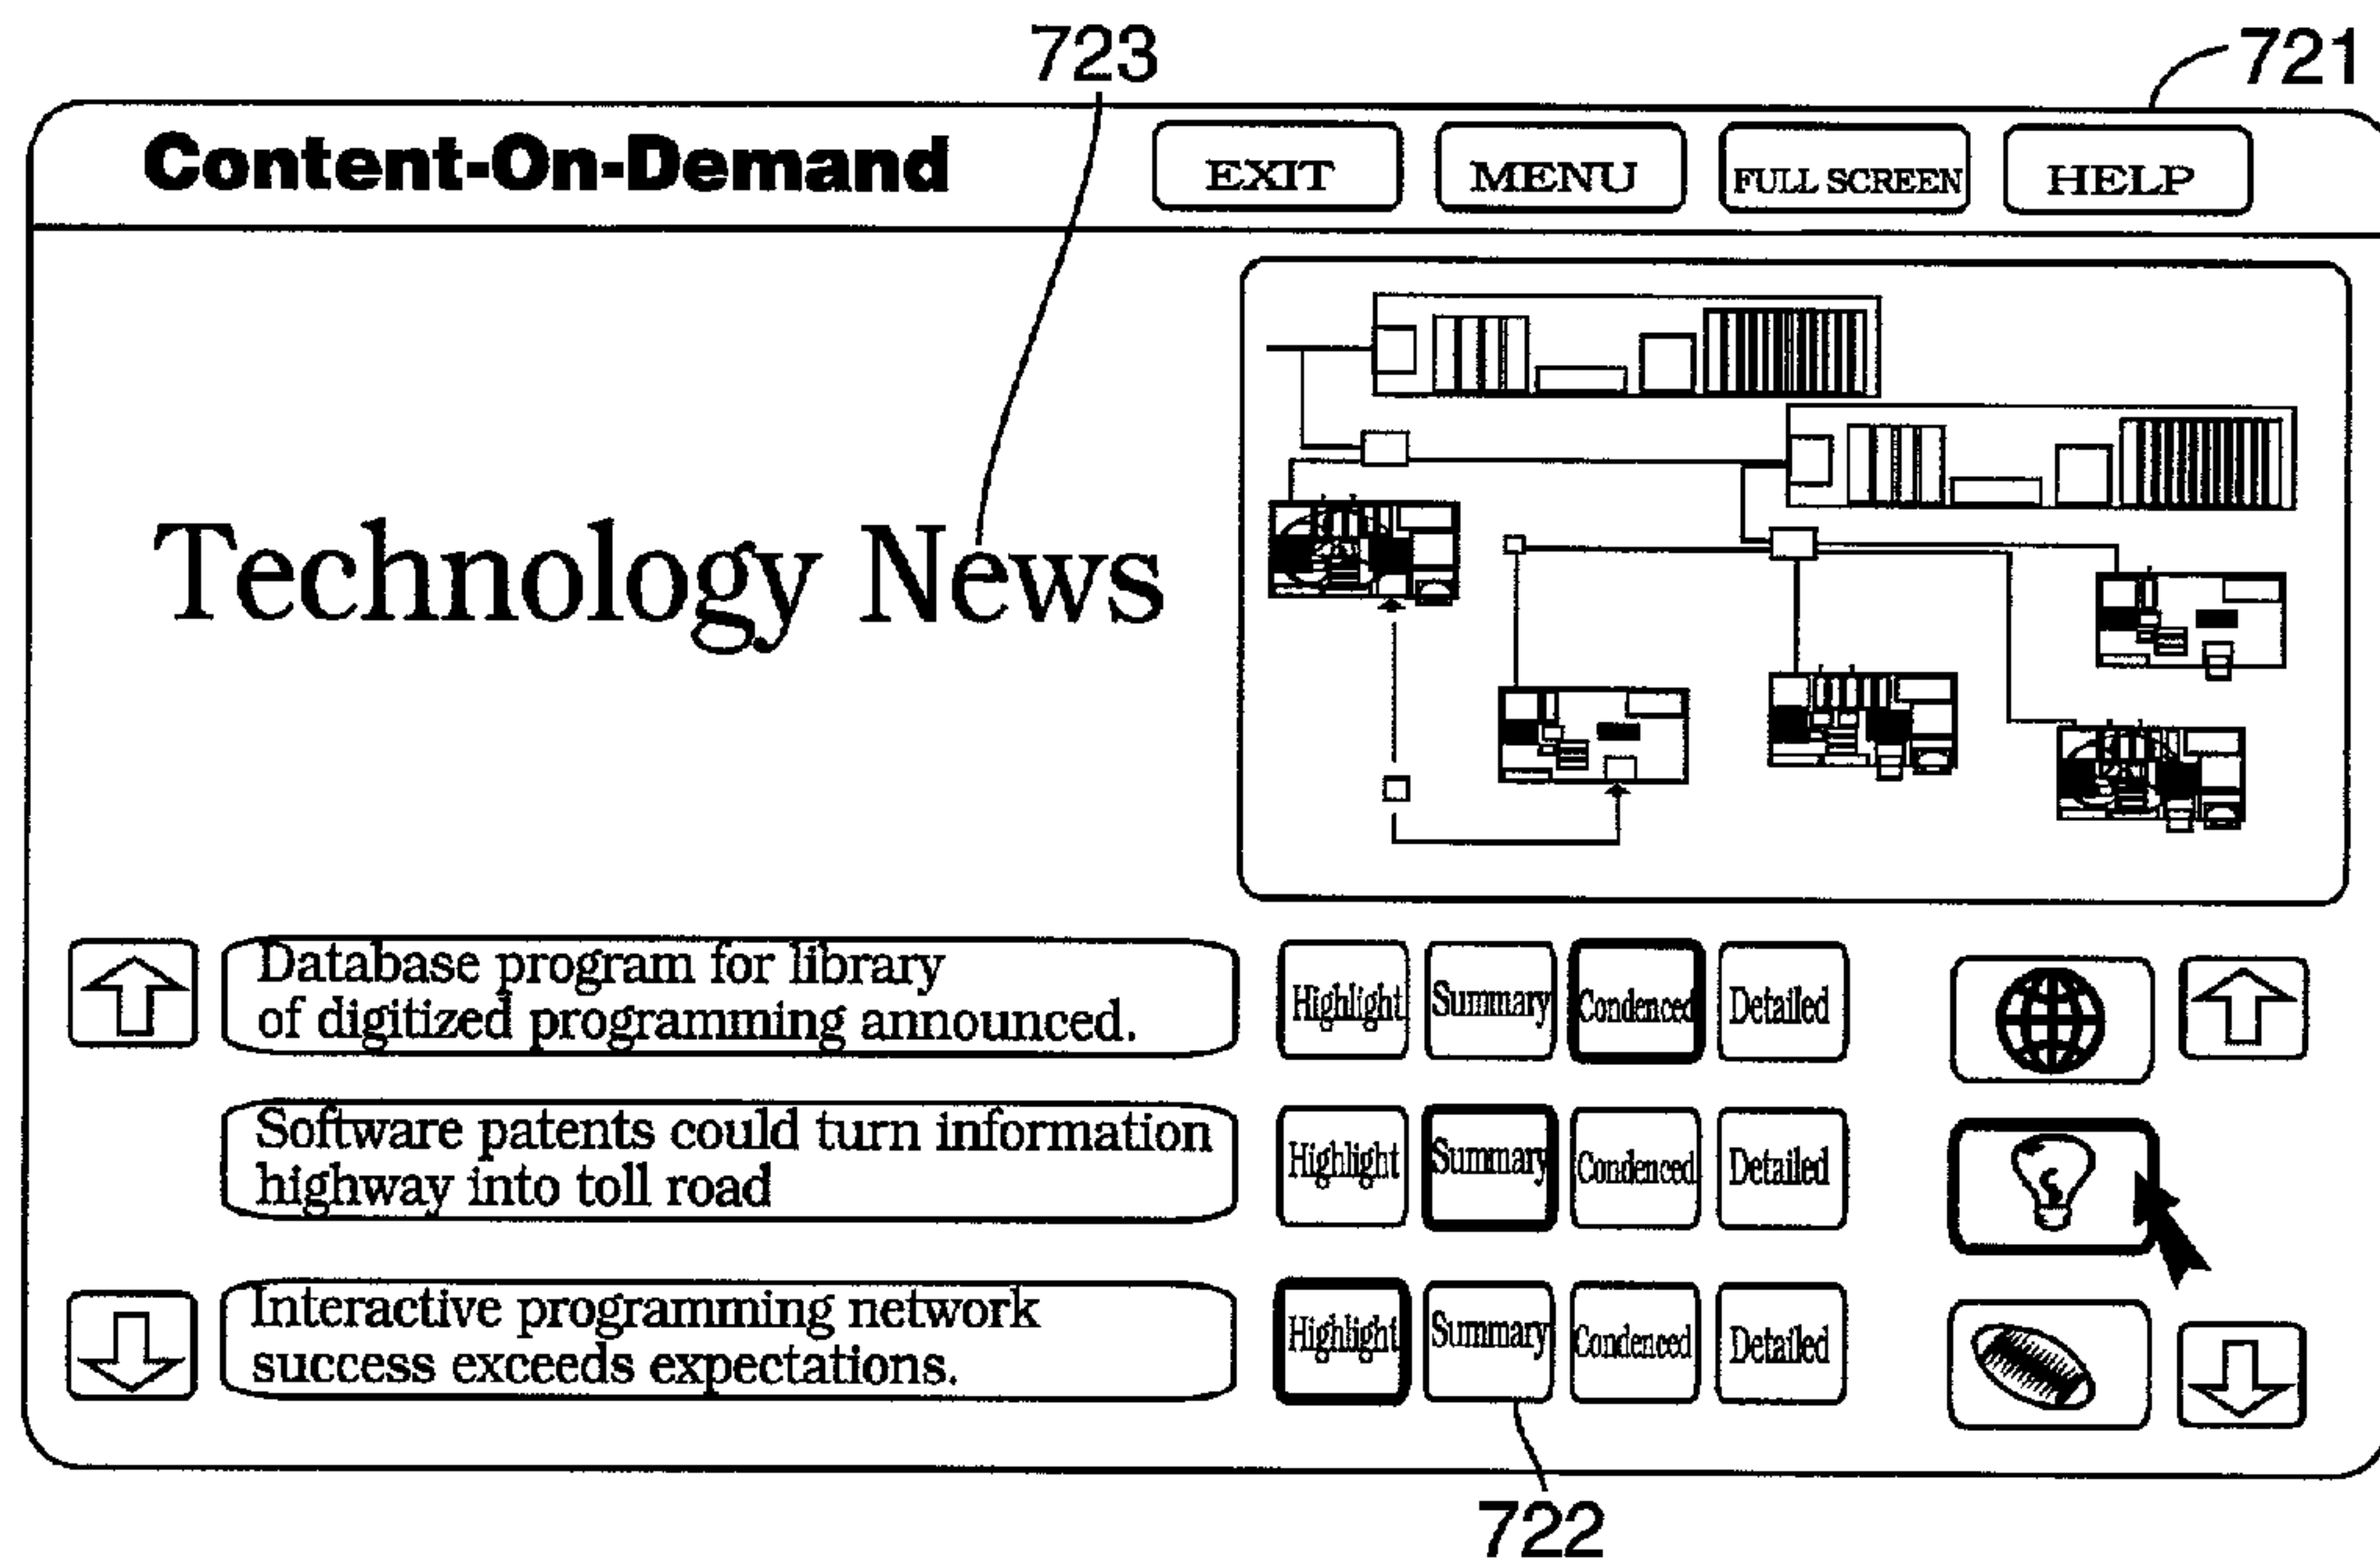 723
721
Content-On-Demand
EXIT
MENU
FULL SCREEN
HELP
Technology News
Database program for library
of digitized programming announced.
Highlight
Summary
Condenced
Detailed
Software patents could turn information
highway into toll road
Highlight
Summary
Condenced
Detailed
Interactive programming network
success exceeds expectations.
Highlight
Summary
Condenced
Detailed
722